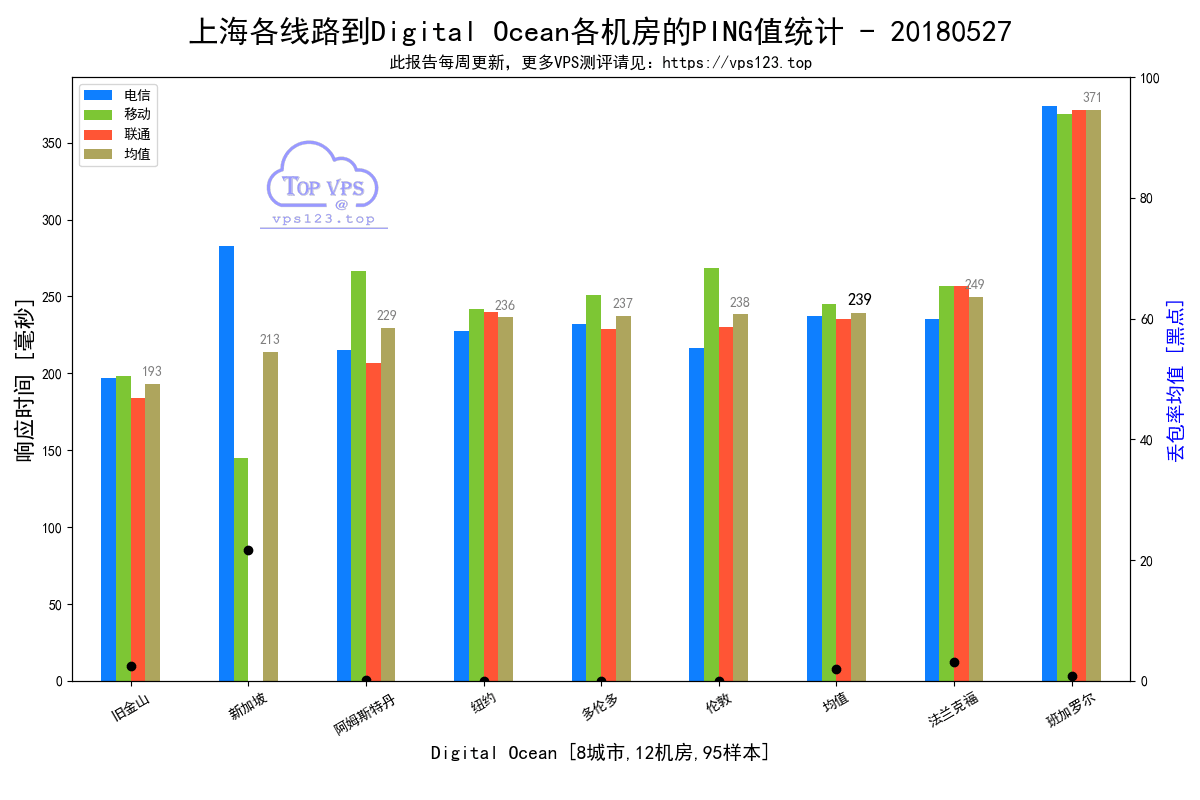 上海各线路到Digital Ocean各机房的PING值统计 - 20180527
此报告每周更新，更多VPS测评请见：https://vps123.top
电信
移动
联通
均值
TOP VPS
@
vps123.top
响应时间 [毫秒]
350
300
250
200
150
100
50
0
193
213
229
236
237
238
239
249
371
100
80
60
40
20
0
丢包率均值 [黑点]
旧金山
新加坡
阿姆斯特丹
纽约
多伦多
伦敦
均值
法兰克福
班加罗尔
Digital Ocean [8城市,12机房,95样本]